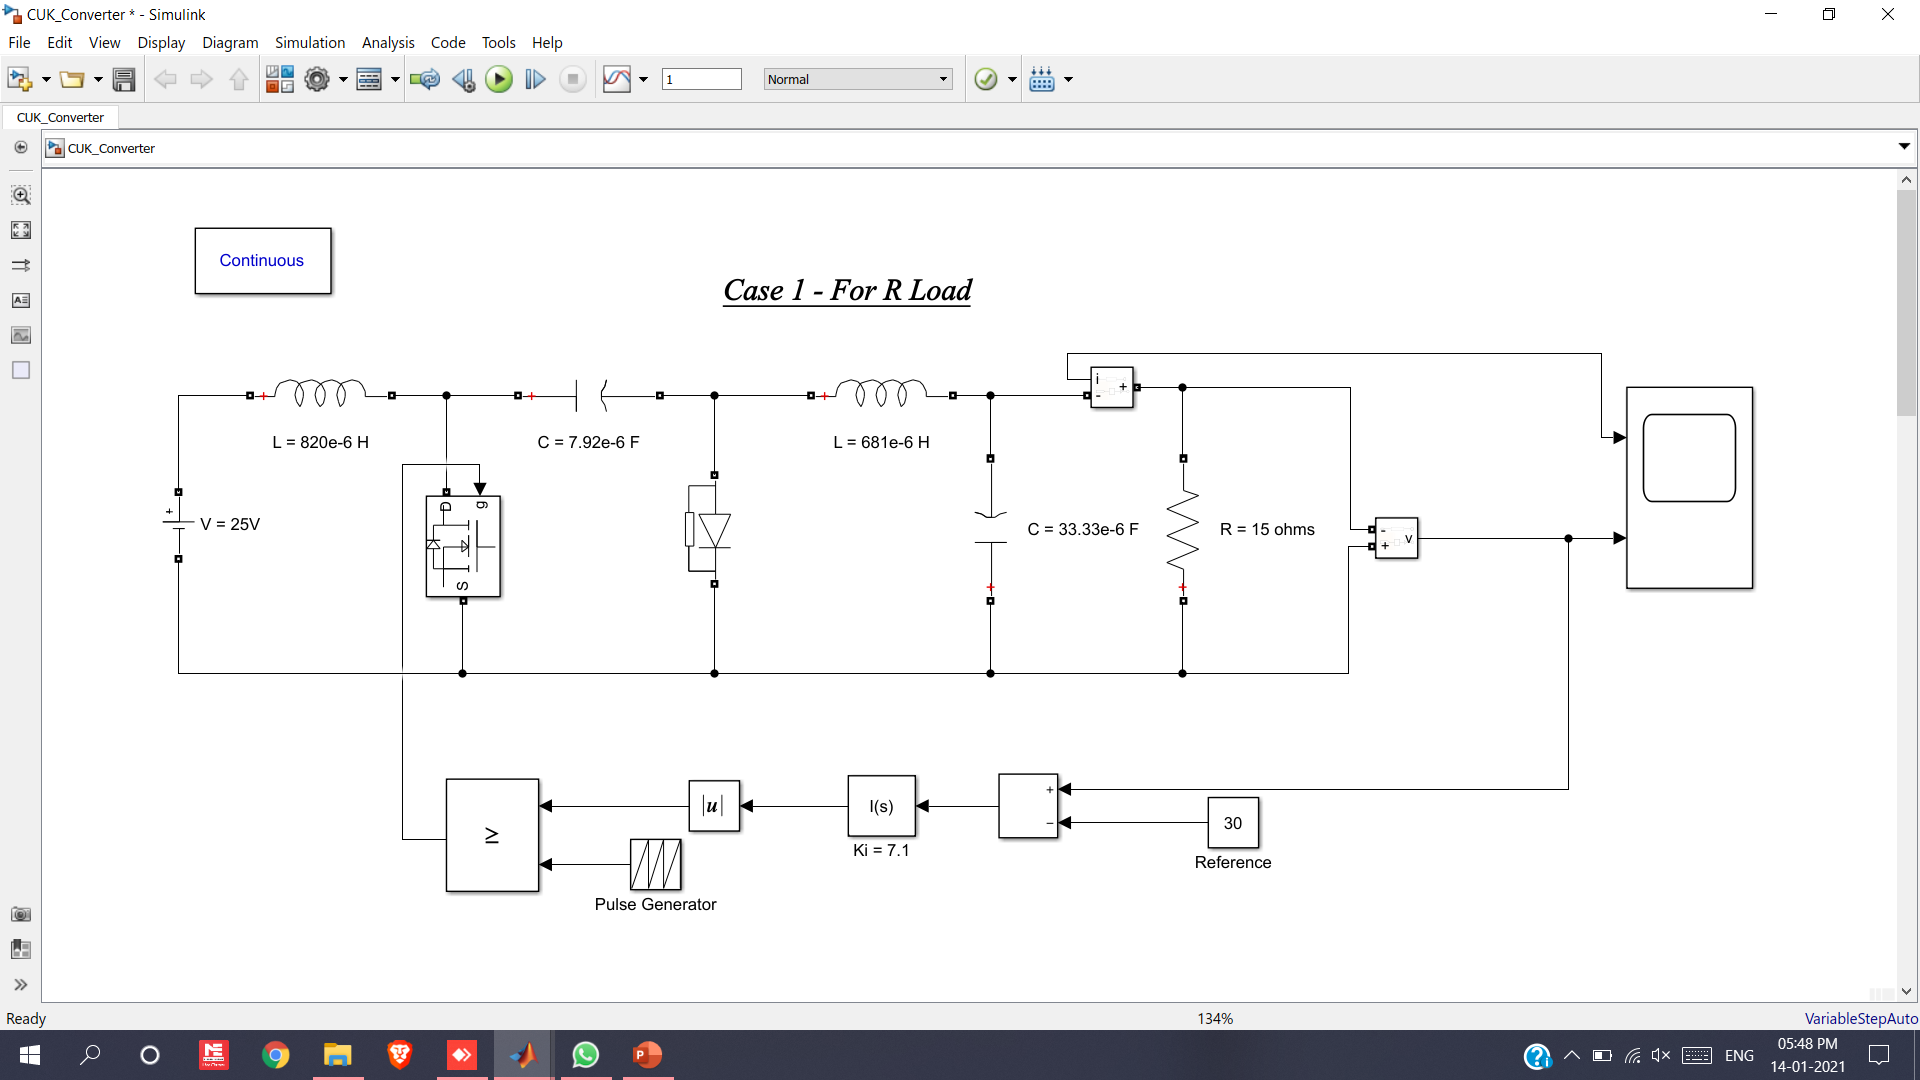 CUK_Converter * - Simulink
File Edit View Display Diagram Simulation Analysis Code Tools Help
1 Normal
CUK_Converter
CUK_Converter
Continuous
Case 1 - For R Load
L = 820e-6 H
C = 7.92e-6 F
L = 681e-6 H
i
+
-
D
g
S
+
V = 25V
C = 33.33e-6 F
R = 15 ohms
-
+
v
≥
|u|
I(s)
+
−
30
Ki = 7.1
Reference
Pulse Generator
Ready 134% VariableStepAuto
ENG
05:48 PM
14-01-2021